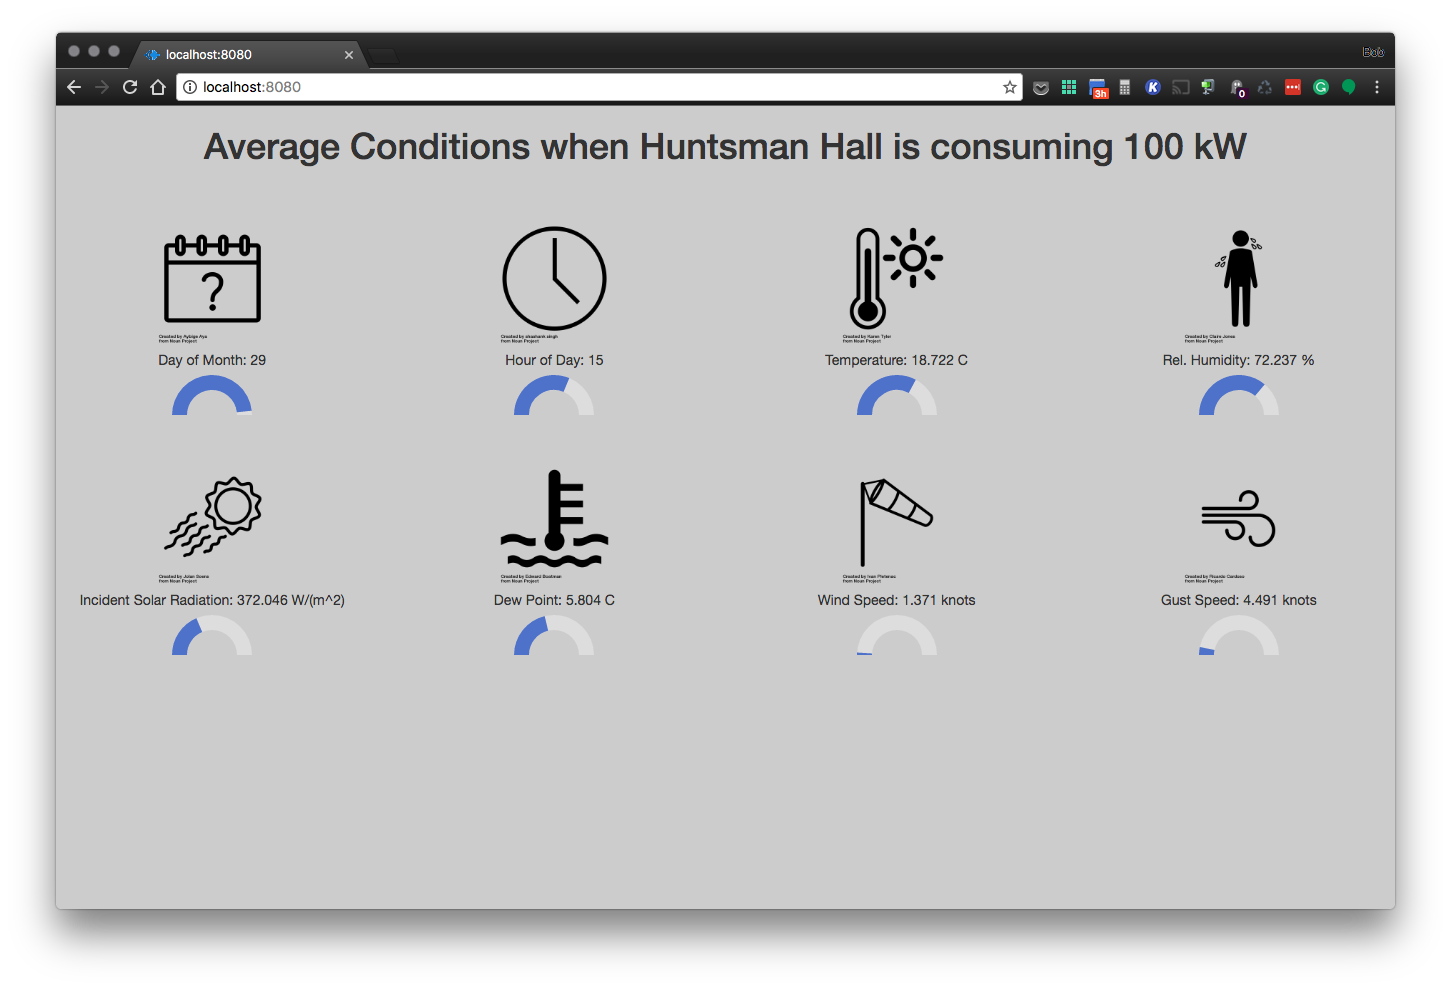 localhost:8080
Bob
localhost:8080
3h
K
0
G
Average Conditions when Huntsman Hall is consuming 100 kW
?
Created by Aybige Aya
from Noun Project
Created by shashank singh
from Noun Project
Created by Karen Tyler
from Noun Project
Created by Claire Jones
from Noun Project
Day of Month: 29
Hour of Day: 15
Temperature: 18.722 C
Rel. Humidity: 72.237 %
Created by Jolan Soens
from Noun Project
Created by Edward Boatman
from Noun Project
Created by
from Noun Project
Created by Ricardo Cardoso
from Noun Project
Incident Solar Radiation: 372.046 W/(m^2)
Dew Point: 5.804 C
Wind Speed: 1.371 knots
Gust Speed: 4.491 knots